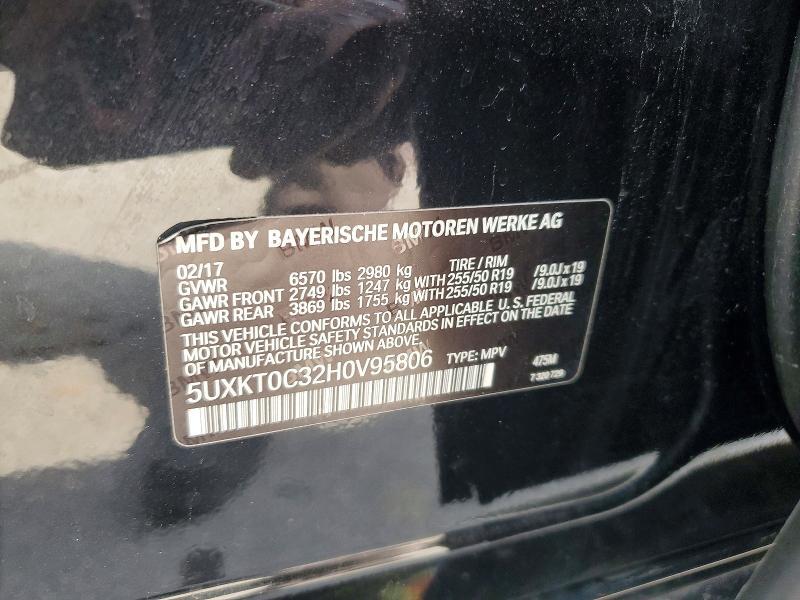 MFD BY BAYERISCHE MOTOREN WERKE AG
02/17 TIRE / RIM
GVWR 6570 lbs 2980 kg
GAWR FRONT 2749 lbs 1247 kg WITH 255/50 R19 /9.0J x 19
GAWR REAR 3869 lbs 1755 kg WITH 255/50 R19 /9.0J x 19
THIS VEHICLE CONFORMS TO ALL APPLICABLE U.S. FEDERAL
MOTOR VEHICLE SAFETY STANDARDS IN EFFECT ON THE DATE
OF MANUFACTURE SHOWN ABOVE.
5UXKT0C32H0V95806 TYPE: MPV 475M
7 320 729